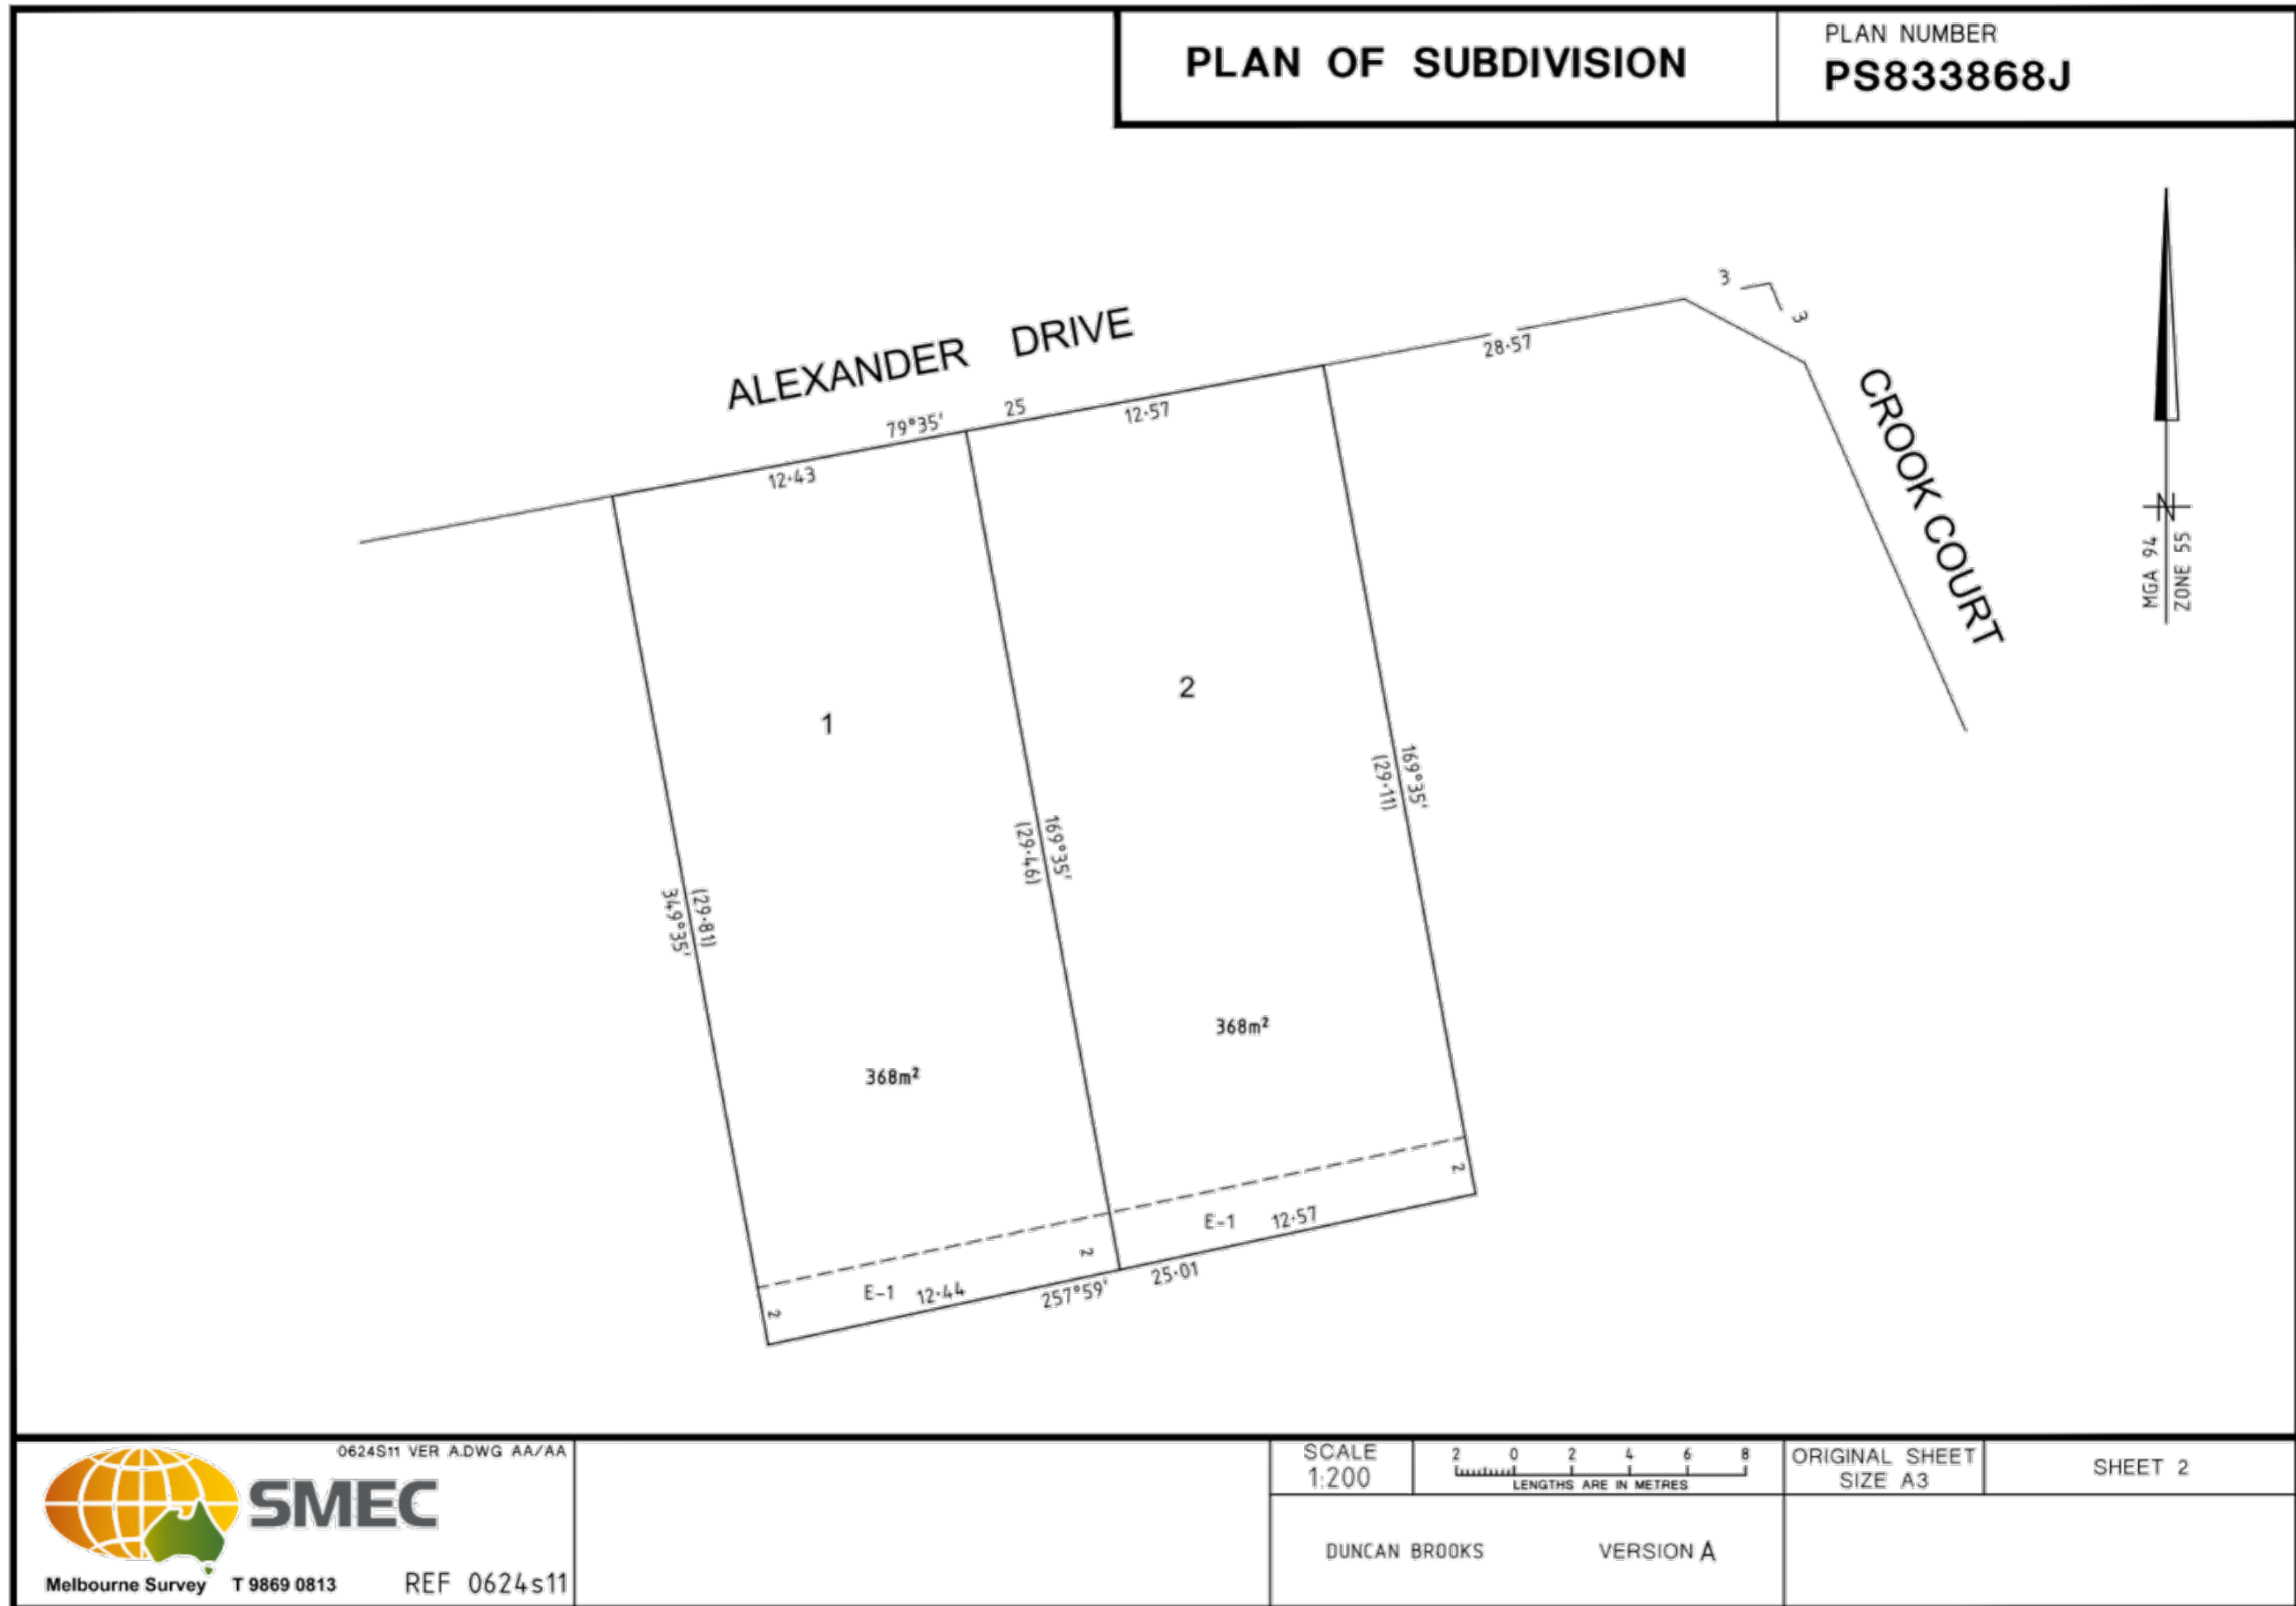 PLAN OF SUBDIVISION
PLAN NUMBER
PS833868J
3
3
ALEXANDER DRIVE
28·57
CROOK COURT
79°35'
25
12·57
12·43
MGA 94
ZONE 55
N
1
2
169°35'
(29·11)
169°35'
(29·46)
(29·81)
349°35'
368m²
368m²
2
E-1 12·57
2
E-1 12·44
257°59'
25·01
2
0624S11 VER A.DWG AA/AA
SMEC
Melbourne Survey T 9869 0813
REF 0624s11
SCALE
1:200
2 0 2 4 6 8
LENGTHS ARE IN METRES
ORIGINAL SHEET
SIZE A3
SHEET 2
DUNCAN BROOKS
VERSION A